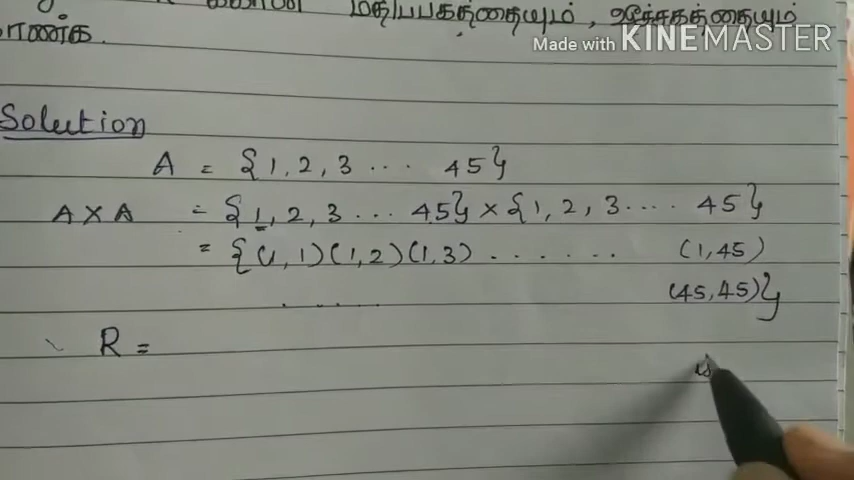 மதிப்பகத்தையும், வீச்சகத்தையும்
காண்க.
Made with KINEMASTER
Solution
A = {1, 2, 3 ... 45}
A X A = {1, 2, 3 ... 45} x {1, 2, 3 .... 45}
= {(1, 1) (1, 2) (1, 3) ....... (1, 45)
..... (45, 45)}
R =